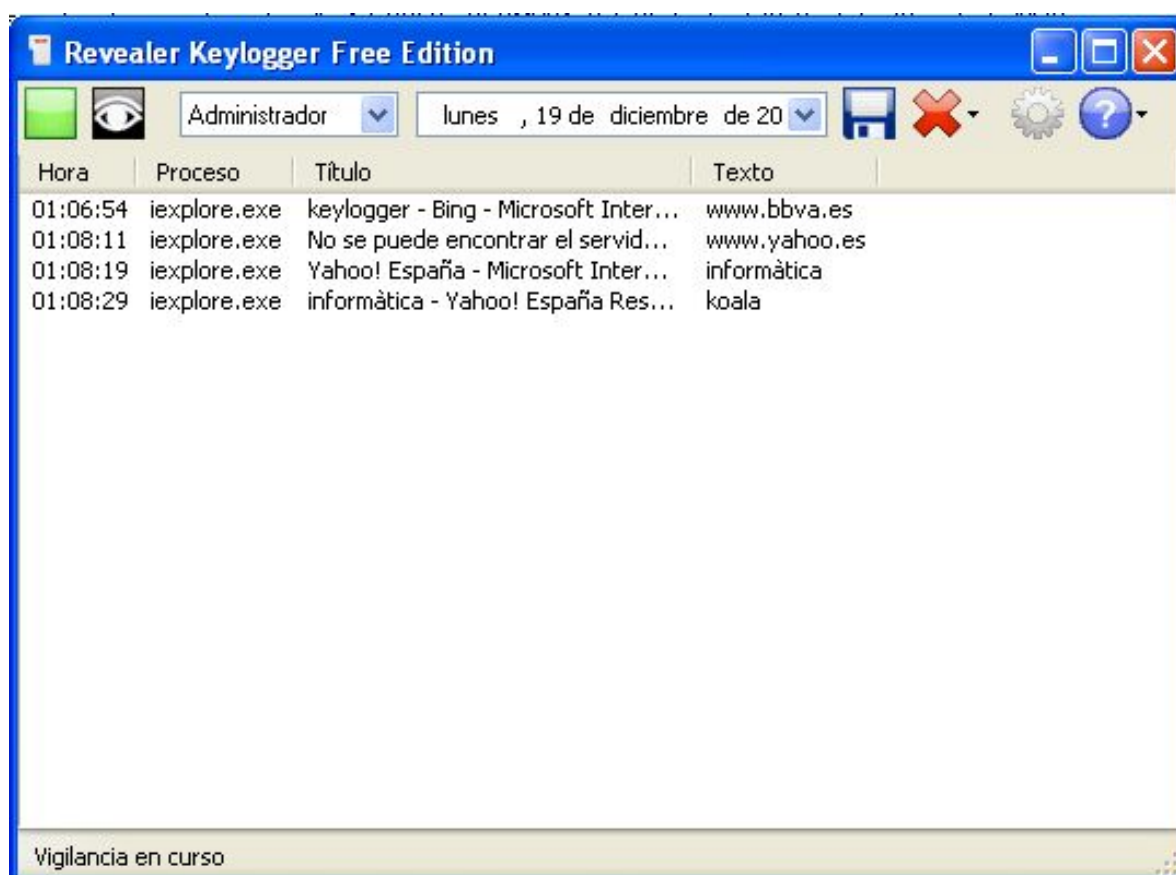 Revealer Keylogger Free Edition
Administrador lunes , 19 de diciembre de 20
Hora Proceso Título Texto
01:06:54 iexplore.exe keylogger - Bing - Microsoft Inter... www.bbva.es
01:08:11 iexplore.exe No se puede encontrar el servid... www.yahoo.es
01:08:19 iexplore.exe Yahoo! España - Microsoft Inter... informàtica
01:08:29 iexplore.exe informàtica - Yahoo! España Res... koala
Vigilancia en curso